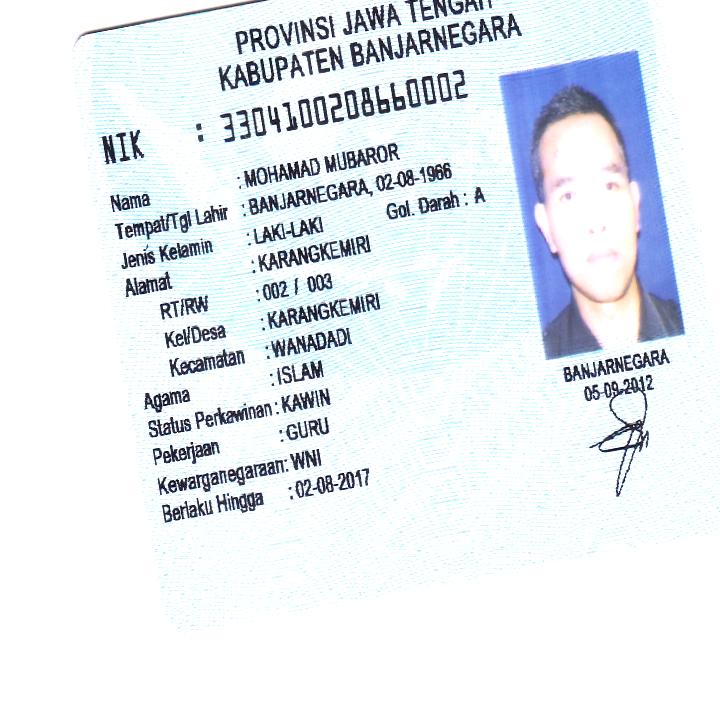 PROVINSI JAWA TENGAH
KABUPATEN BANJARNEGARA
NIK : 3304100208660002
Nama : MOHAMAD MUBAROR
Tempat/Tgl Lahir : BANJARNEGARA, 02-08-1966
Jenis Kelamin : LAKI-LAKI Gol. Darah : A
Alamat : KARANGKEMIRI
RT/RW : 002 / 003
Kel/Desa : KARANGKEMIRI
Kecamatan : WANADADI
Agama : ISLAM
Status Perkawinan : KAWIN
Pekerjaan : GURU
Kewarganegaraan: WNI
Berlaku Hingga : 02-08-2017
BANJARNEGARA
05-09-2012